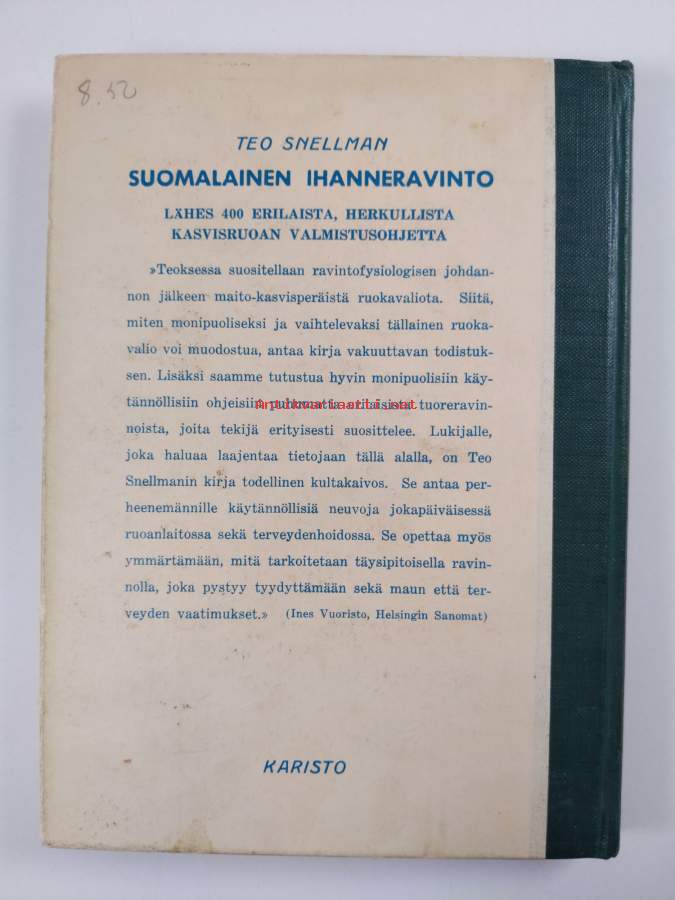 8.50
TEO SNELLMAN
SUOMALAINEN IHANNERAVINTO
LÄHES 400 ERILAISTA, HERKULLISTA
KASVISRUOAN VALMISTUSOHJETTA
»Teoksessa suositellaan ravintofysiologisen johdan-
non jälkeen maito-kasvisperäistä ruokavaliota. Siitä,
miten monipuoliseksi ja vaihtelevaksi tällainen ruoka-
valio voi muodostua, antaa kirja vakuuttavan todistuk-
sen. Lisäksi saamme tutustua hyvin monipuolisiin käy-
tännöllisiin ohjeisiin puhumatta erilaisista tuoreravin-
noista, joita tekijä erityisesti suosittelee. Lukijalle,
joka haluaa laajentaa tietojaan tällä alalla, on Teo
Snellmanin kirja todellinen kultakaivos. Se antaa per-
heenemännille käytännöllisiä neuvoja jokapäiväisessä
ruoanlaitossa sekä terveydenhoidossa. Se opettaa myös
ymmärtämään, mitä tarkoitetaan täysipitoisella ravin-
nolla, joka pystyy tyydyttämään sekä maun että ter-
veyden vaatimukset.» (Ines Vuoristo, Helsingin Sanomat)
KARISTO